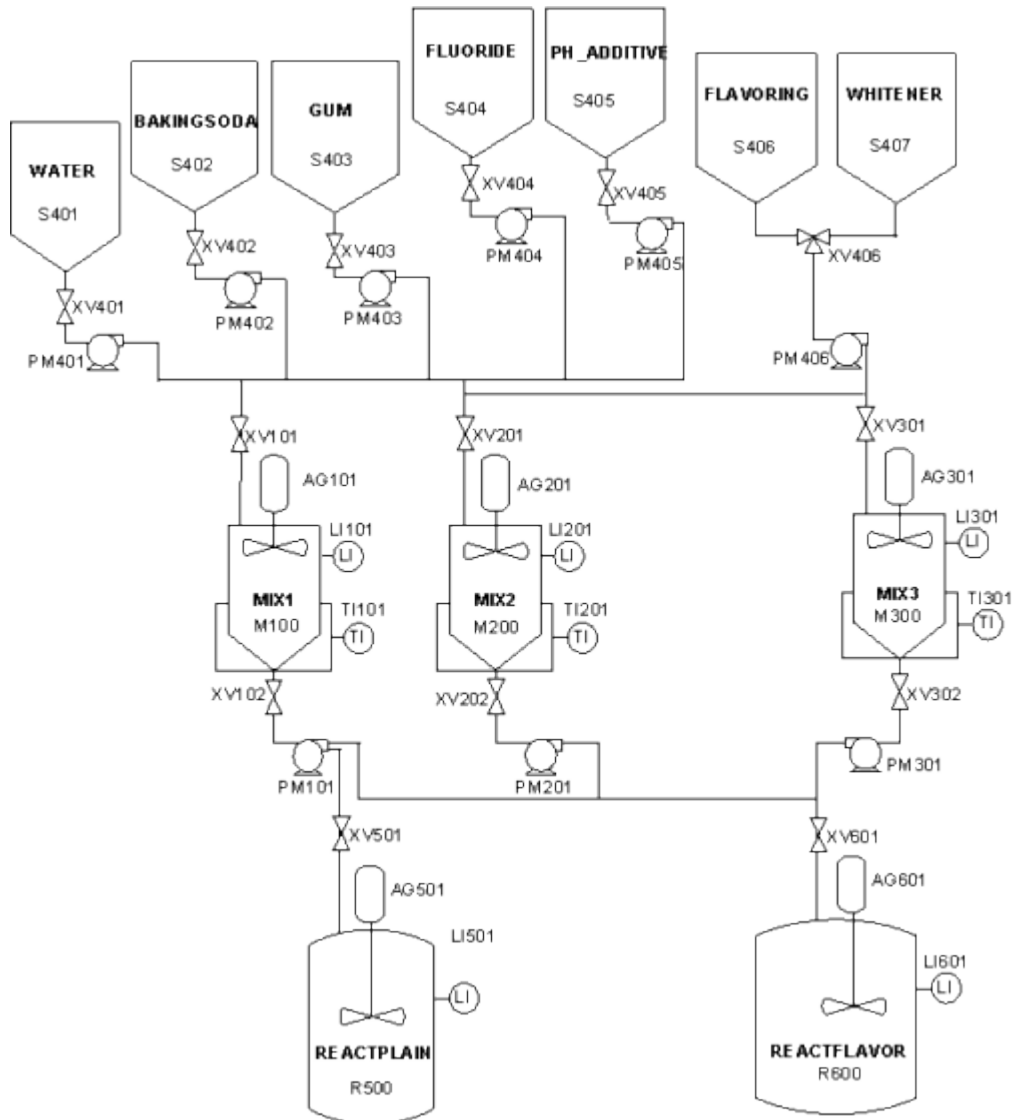 FLUORIDE
S404
PH_ADDITIVE
S405
FLAVORING
S406
WHITENER
S407
BAKINGSODA
S402
GUM
S403
WATER
S401
XV404
XV405
XV402
XV403
PM404
PM405
XV406
XV401
PM402
PM403
PM401
PM406
XV101
XV201
XV301
AG101
AG201
AG301
LI101
LI
LI201
LI
LI301
LI
MIX1
M100
TI101
TI
MIX2
M200
TI201
TI
MIX3
M300
TI301
TI
XV102
XV202
XV302
PM101
PM201
PM301
XV501
XV601
AG501
AG601
LI501
LI
LI601
LI
REACTPLAIN
R500
REACTFLAVOR
R600